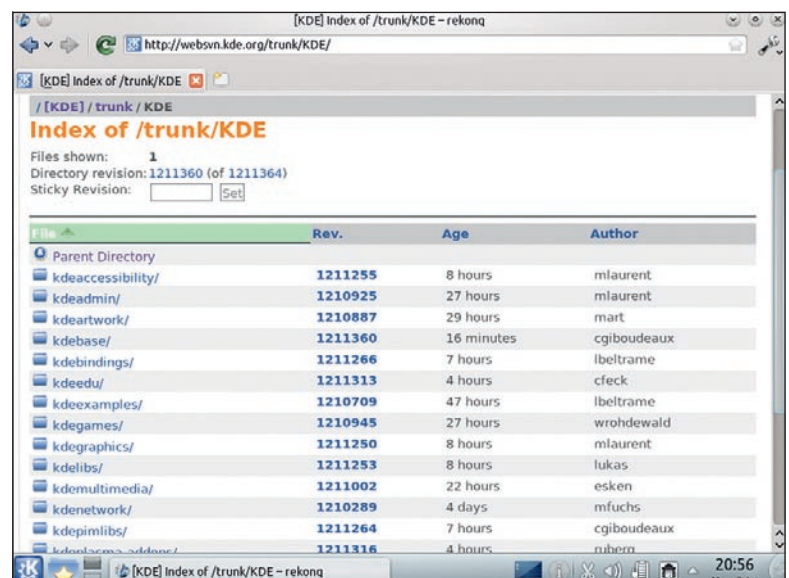 [KDE] Index of /trunk/KDE – rekonq
http://websvn.kde.org/trunk/KDE/
[KDE] Index of /trunk/KDE
/ [KDE] / trunk / KDE
Index of /trunk/KDE
Files shown: 1
Directory revision: 1211360 (of 1211364)
Sticky Revision: Set
File Rev. Age Author
Parent Directory
kdeaccessibility/ 1211255 8 hours mlaurent
kdeadmin/ 1210925 27 hours mlaurent
kdeartwork/ 1210887 29 hours mart
kdebase/ 1211360 16 minutes cgiboudeaux
kdebindings/ 1211266 7 hours lbeltrame
kdeedu/ 1211313 4 hours cfeck
kdeexamples/ 1210709 47 hours lbeltrame
kdegames/ 1210945 27 hours wrohdewald
kdegraphics/ 1211250 8 hours mlaurent
kdelibs/ 1211253 8 hours lukas
kdemultimedia/ 1211002 22 hours esken
kdenetwork/ 1210289 4 days mfuchs
kdepimlibs/ 1211264 7 hours cgiboudeaux
kdeplasma-addons/ 1211316 4 hours ruberg
[KDE] Index of /trunk/KDE – rekonq
20:56